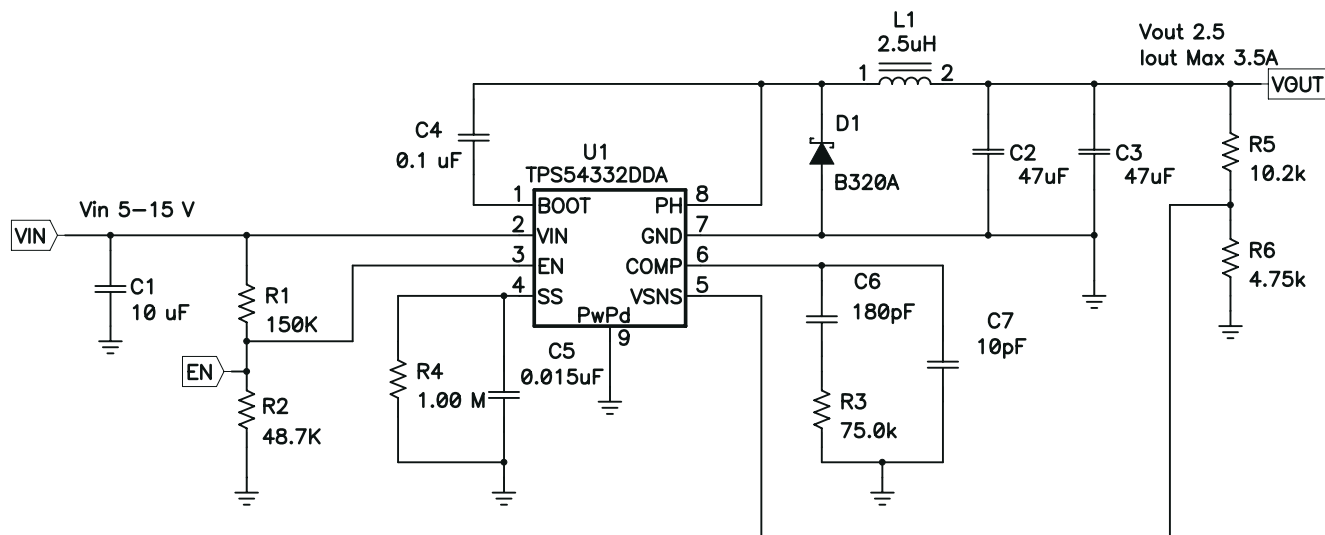 L1
2.5uH
1 2
Vout 2.5
Iout Max 3.5A
VOUT
C4
0.1 uF
U1
TPS54332DDA
D1
B320A
C2
47uF
C3
47uF
R5
10.2k
Vin 5-15 V
VIN
1 BOOT PH 8
2 VIN GND 7
3 EN COMP 6
4 SS VSNS 5
PwPd
9
C1
10 uF
R1
150K
EN
R2
48.7K
R4
1.00 M
C5
0.015uF
C6
180pF
C7
10pF
R3
75.0k
R6
4.75k